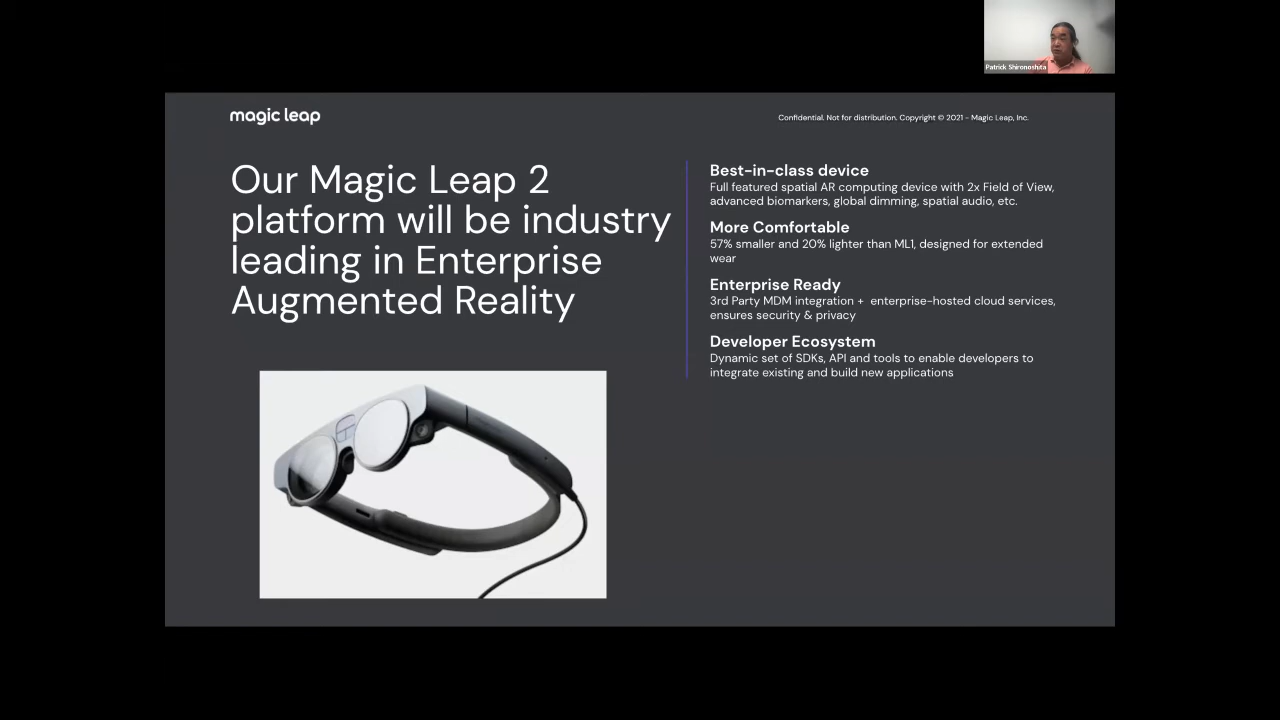 Patrick Shironoshita
magic leap
Confidential. Not for distribution. Copyright © 2021 - Magic Leap, Inc.
Our Magic Leap 2
platform will be industry
leading in Enterprise
Augmented Reality
Best-in-class device
Full featured spatial AR computing device with 2x Field of View,
advanced biomarkers, global dimming, spatial audio, etc.
More Comfortable
57% smaller and 20% lighter than ML1, designed for extended
wear
Enterprise Ready
3rd Party MDM integration +  enterprise-hosted cloud services,
ensures security & privacy
Developer Ecosystem
Dynamic set of SDKs, API and tools to enable developers to
integrate existing and build new applications